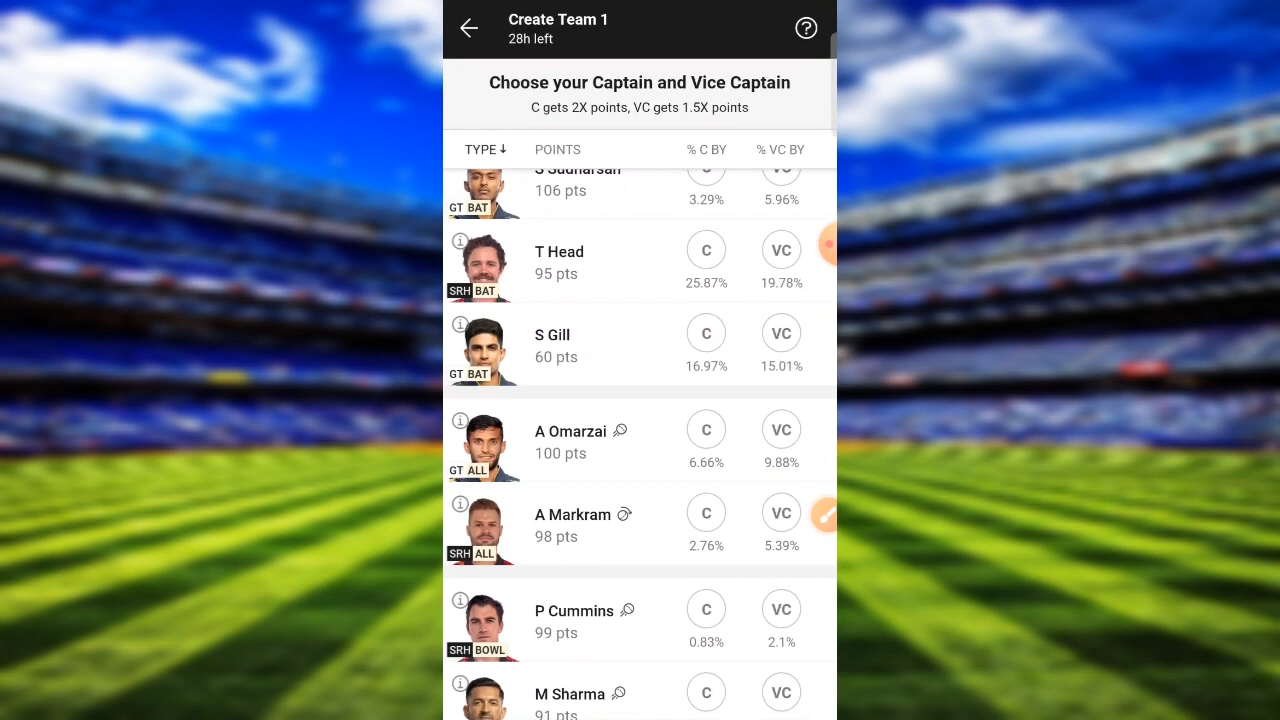 Create Team 1
28h left
Choose your Captain and Vice Captain
C gets 2X points, VC gets 1.5X points
TYPE↓ POINTS % C BY % VC BY
S Sudharsan C VC
106 pts 3.29% 5.96%
GT BAT
T Head C VC
95 pts 25.87% 19.78%
SRH BAT
S Gill C VC
60 pts 16.97% 15.01%
GT BAT
A Omarzai C VC
100 pts 6.66% 9.88%
GT ALL
A Markram C VC
98 pts 2.76% 5.39%
SRH ALL
P Cummins C VC
99 pts 0.83% 2.1%
SRH BOWL
M Sharma C VC
91 pts